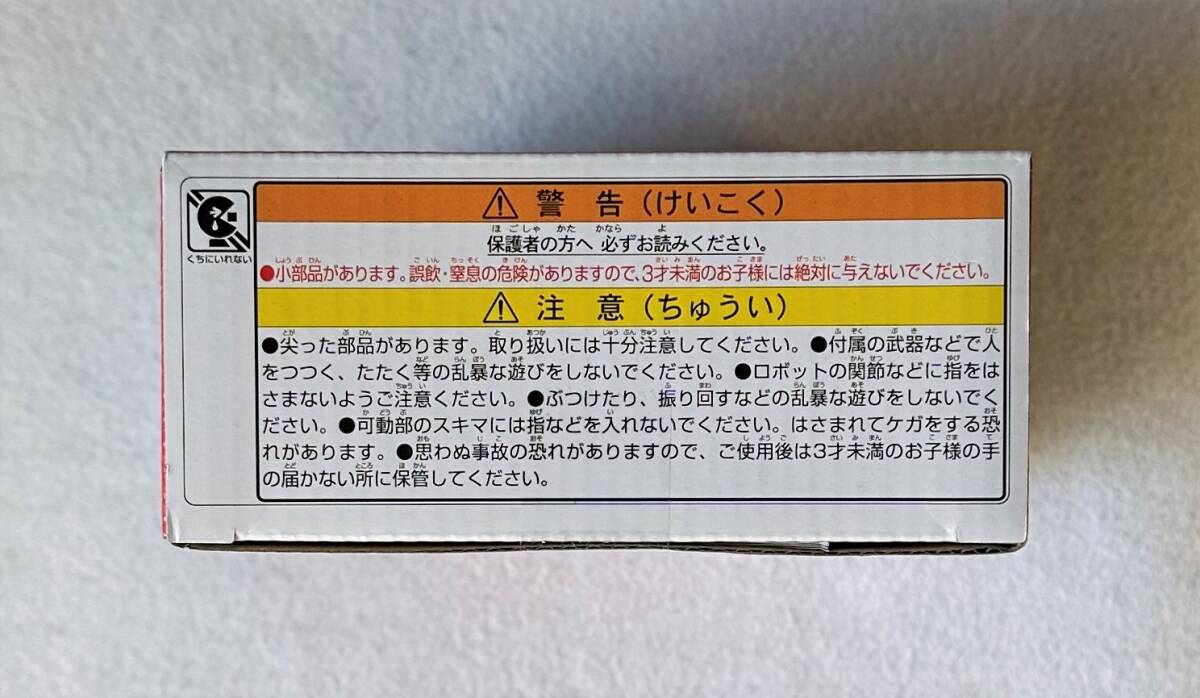 くちにいれない
⚠ 警告（けいこく）
保護者の方へ 必ずお読みください。
●小部品があります。誤飲・窒息の危険がありますので、3才未満のお子様には絶対に与えないでください。
⚠ 注意（ちゅうい）
●尖った部品があります。取り扱いには十分注意してください。●付属の武器などで人
をつつく、たたく等の乱暴な遊びをしないでください。●ロボットの関節などに指をは
さまないようご注意ください。●ぶつけたり、振り回すなどの乱暴な遊びをしないでく
ださい。●可動部のスキマには指などを入れないでください。はさまれてケガをする恐
れがあります。●思わぬ事故の恐れがありますので、ご使用後は3才未満のお子様の手
の届かない所に保管してください。